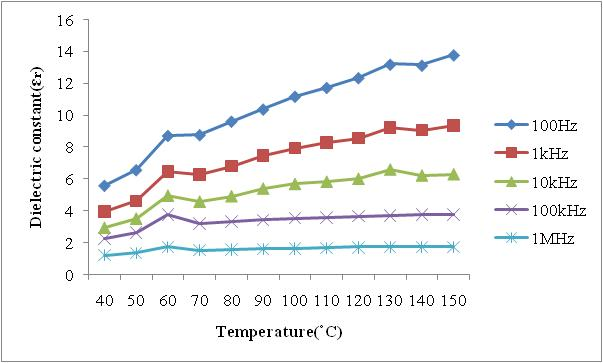 Dielectric constant(εr)
16
14
12
10
8
6
4
2
0
40 50 60 70 80 90 100 110 120 130 140 150
Temperature(˚C)
100Hz
1kHz
10kHz
100kHz
1MHz